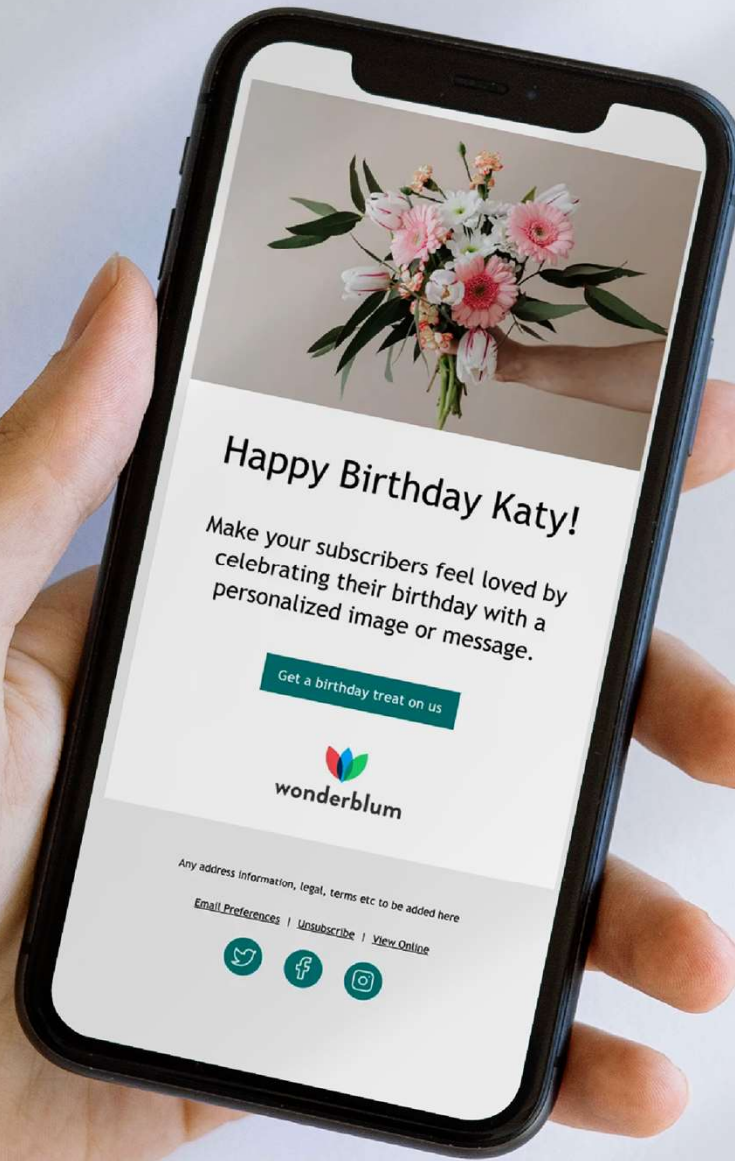 Happy Birthday Katy!
Make your subscribers feel loved by
celebrating their birthday with a
personalized image or message.
Get a birthday treat on us
wonderblum
Any address information, legal, terms etc to be added here
Email Preferences | Unsubscribe | View Online